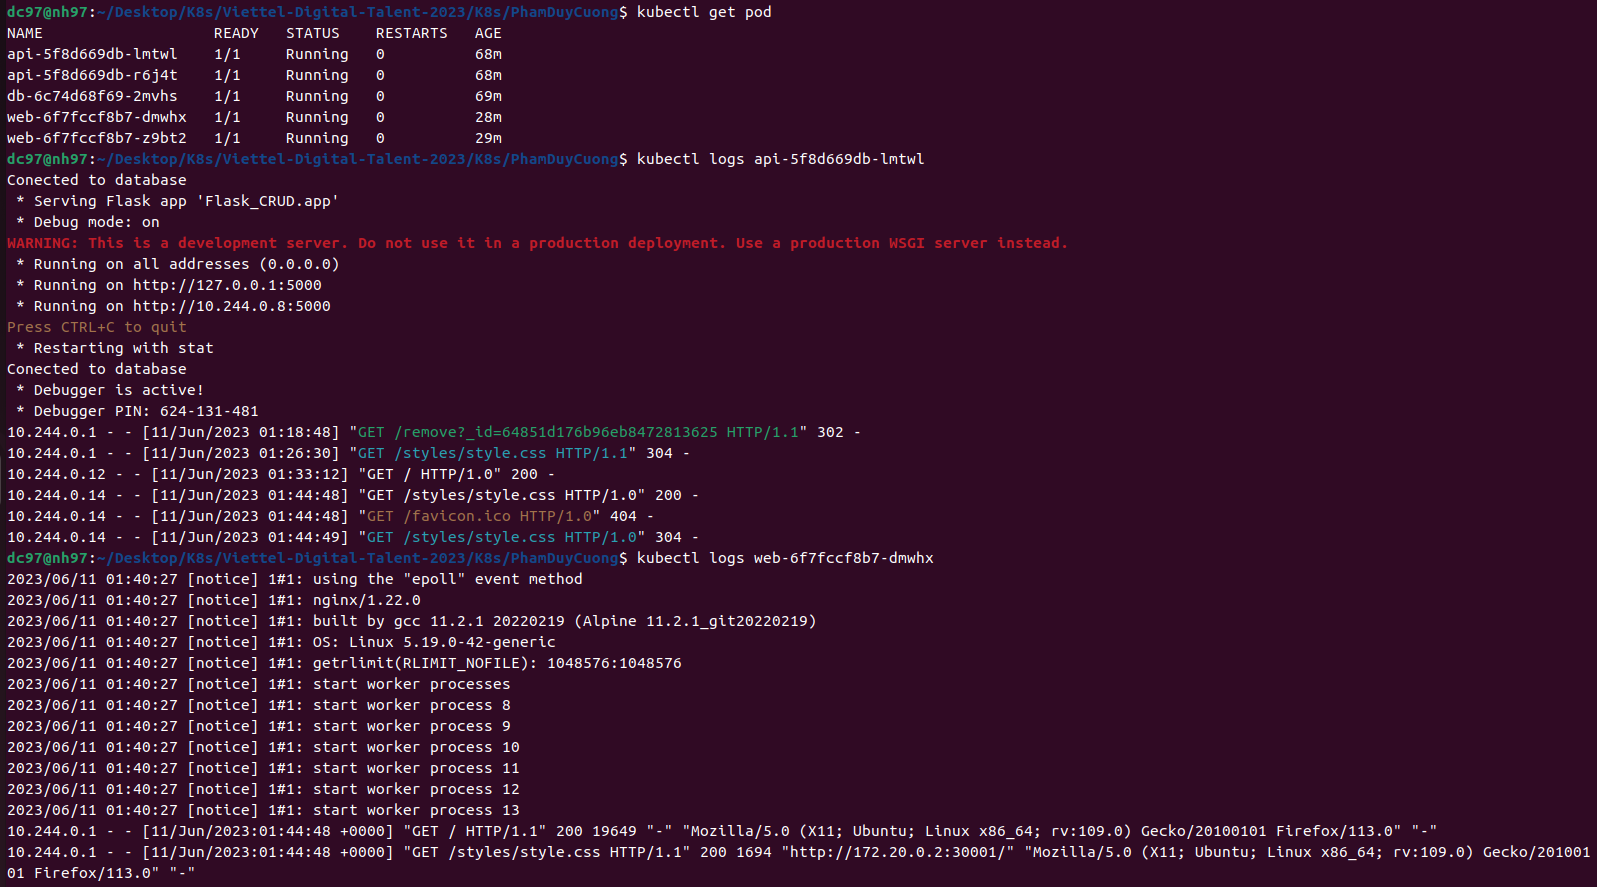 dc97@nh97:~/Desktop/K8s/Viettel-Digital-Talent-2023/K8s/PhamDuyCuong$ kubectl get pod
NAME                   READY   STATUS    RESTARTS   AGE
api-5f8d669db-lmtwl    1/1     Running   0          68m
api-5f8d669db-r6j4t    1/1     Running   0          68m
db-6c74d68f69-2mvhs    1/1     Running   0          69m
web-6f7fccf8b7-dmwhx   1/1     Running   0          28m
web-6f7fccf8b7-z9bt2   1/1     Running   0          29m
dc97@nh97:~/Desktop/K8s/Viettel-Digital-Talent-2023/K8s/PhamDuyCuong$ kubectl logs api-5f8d669db-lmtwl
Conected to database
 * Serving Flask app 'Flask_CRUD.app'
 * Debug mode: on
WARNING: This is a development server. Do not use it in a production deployment. Use a production WSGI server instead.
 * Running on all addresses (0.0.0.0)
 * Running on http://127.0.0.1:5000
 * Running on http://10.244.0.8:5000
Press CTRL+C to quit
 * Restarting with stat
Conected to database
 * Debugger is active!
 * Debugger PIN: 624-131-481
10.244.0.1 - - [11/Jun/2023 01:18:48] "GET /remove?_id=64851d176b96eb8472813625 HTTP/1.1" 302 -
10.244.0.1 - - [11/Jun/2023 01:26:30] "GET /styles/style.css HTTP/1.1" 304 -
10.244.0.12 - - [11/Jun/2023 01:33:12] "GET / HTTP/1.0" 200 -
10.244.0.14 - - [11/Jun/2023 01:44:48] "GET /styles/style.css HTTP/1.0" 200 -
10.244.0.14 - - [11/Jun/2023 01:44:48] "GET /favicon.ico HTTP/1.0" 404 -
10.244.0.14 - - [11/Jun/2023 01:44:49] "GET /styles/style.css HTTP/1.0" 304 -
dc97@nh97:~/Desktop/K8s/Viettel-Digital-Talent-2023/K8s/PhamDuyCuong$ kubectl logs web-6f7fccf8b7-dmwhx
2023/06/11 01:40:27 [notice] 1#1: using the "epoll" event method
2023/06/11 01:40:27 [notice] 1#1: nginx/1.22.0
2023/06/11 01:40:27 [notice] 1#1: built by gcc 11.2.1 20220219 (Alpine 11.2.1_git20220219)
2023/06/11 01:40:27 [notice] 1#1: OS: Linux 5.19.0-42-generic
2023/06/11 01:40:27 [notice] 1#1: getrlimit(RLIMIT_NOFILE): 1048576:1048576
2023/06/11 01:40:27 [notice] 1#1: start worker processes
2023/06/11 01:40:27 [notice] 1#1: start worker process 8
2023/06/11 01:40:27 [notice] 1#1: start worker process 9
2023/06/11 01:40:27 [notice] 1#1: start worker process 10
2023/06/11 01:40:27 [notice] 1#1: start worker process 11
2023/06/11 01:40:27 [notice] 1#1: start worker process 12
2023/06/11 01:40:27 [notice] 1#1: start worker process 13
10.244.0.1 - - [11/Jun/2023:01:44:48 +0000] "GET / HTTP/1.1" 200 19649 "-" "Mozilla/5.0 (X11; Ubuntu; Linux x86_64; rv:109.0) Gecko/20100101 Firefox/113.0" "-"
10.244.0.1 - - [11/Jun/2023:01:44:48 +0000] "GET /styles/style.css HTTP/1.1" 200 1694 "http://172.20.0.2:30001/" "Mozilla/5.0 (X11; Ubuntu; Linux x86_64; rv:109.0) Gecko/201001
01 Firefox/113.0" "-"